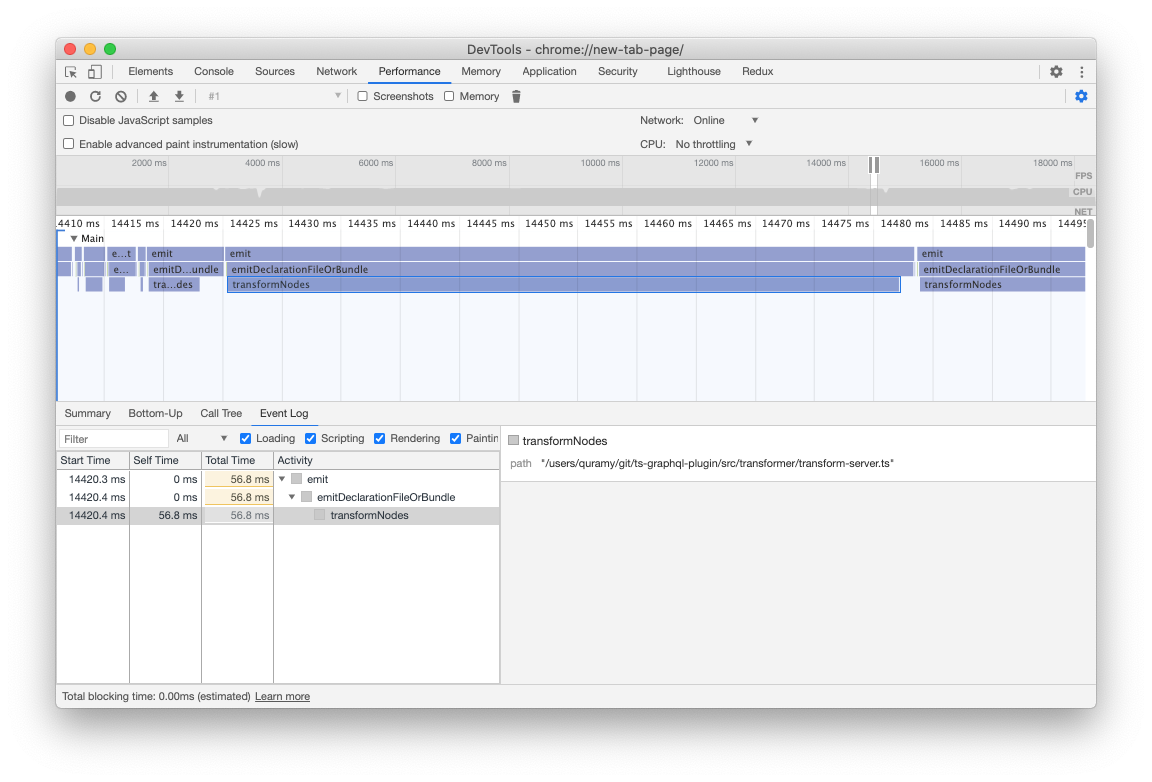 DevTools - chrome://new-tab-page/
Elements Console Sources Network Performance Memory Application Security Lighthouse Redux
#1 Screenshots Memory
Disable JavaScript samples Network: Online
Enable advanced paint instrumentation (slow) CPU: No throttling
2000 ms 4000 ms 6000 ms 8000 ms 10000 ms 12000 ms 14000 ms 16000 ms 18000 ms
FPS
CPU
NET
4410 ms 14415 ms 14420 ms 14425 ms 14430 ms 14435 ms 14440 ms 14445 ms 14450 ms 14455 ms 14460 ms 14465 ms 14470 ms 14475 ms 14480 ms 14485 ms 14490 ms 14495
Main
e…t emit emit emit
e… emitD…undle emitDeclarationFileOrBundle emitDeclarationFileOrBundle
tra…des transformNodes transformNodes
Summary Bottom-Up Call Tree Event Log
Filter All Loading Scripting Rendering Paintin
transformNodes
path "/users/quramy/git/ts-graphql-plugin/src/transformer/transform-server.ts"
Start Time Self Time Total Time Activity
14420.3 ms 0 ms 56.8 ms emit
14420.4 ms 0 ms 56.8 ms emitDeclarationFileOrBundle
14420.4 ms 56.8 ms 56.8 ms transformNodes
Total blocking time: 0.00ms (estimated) Learn more